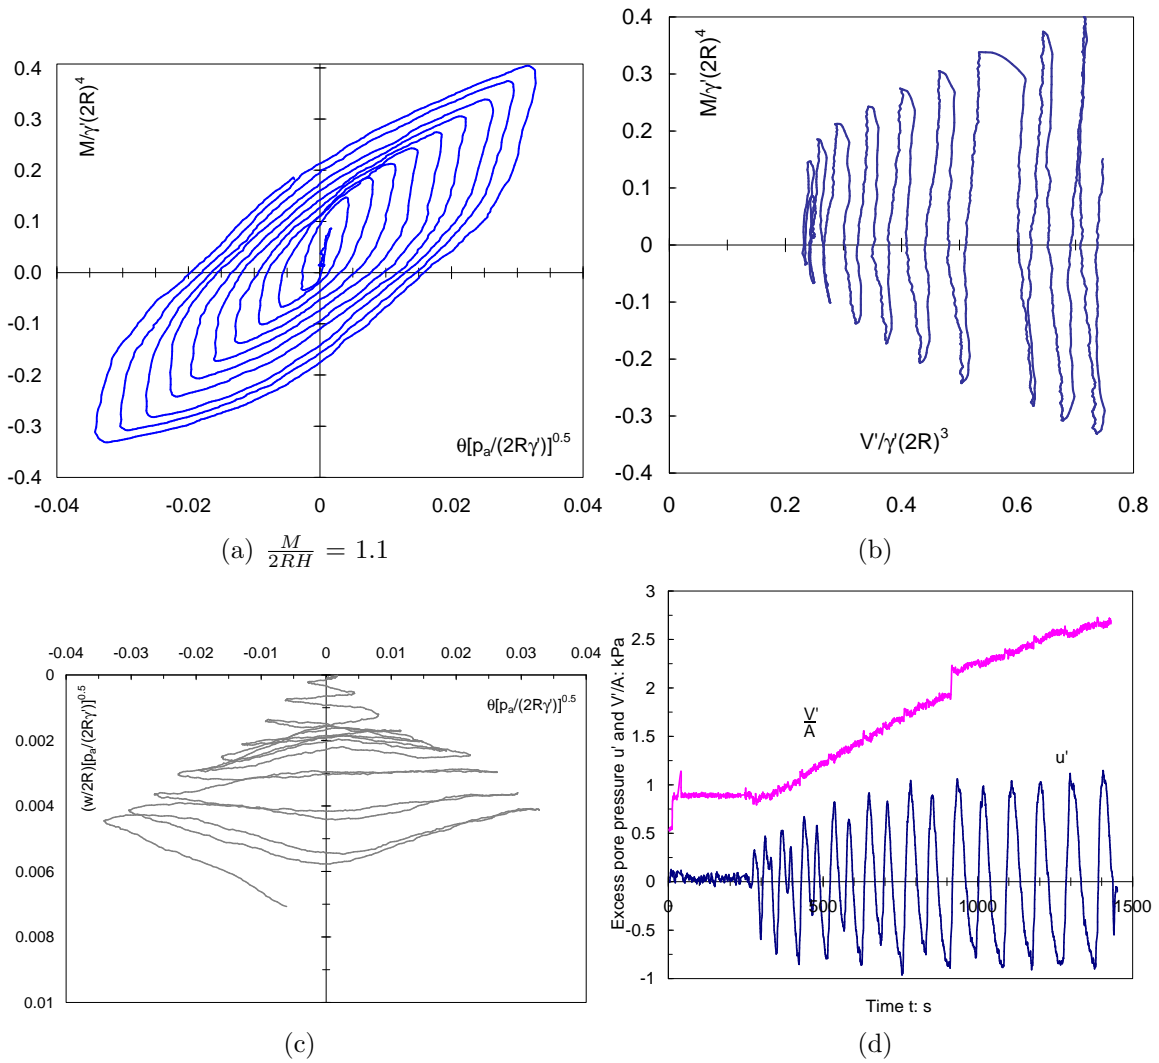 0.4
0.3
0.2
0.1
0.0
-0.1
-0.2
-0.3
-0.4
M/γ'(2R)^4
θ[p_a/(2Rγ')]^0.5
-0.04 -0.02 0 0.02 0.04
(a) M/2RH = 1.1
0.4
0.3
0.2
0.1
0
-0.1
-0.2
-0.3
-0.4
M/γ'(2R)^4
V'/γ'(2R)^3
0 0.2 0.4 0.6 0.8
(b)
-0.04 -0.03 -0.02 -0.01 0 0.01 0.02 0.03 0.04
0
0.002
0.004
0.006
0.008
0.01
(w/2R)[p_a/(2Rγ')]^0.5
θ[p_a/(2Rγ')]^0.5
(c)
3
2.5
2
1.5
1
0.5
0
-0.5
-1
Excess pore pressure u' and V'/A: kPa
V'/A
u'
0 500 1000 1500
Time t: s
(d)